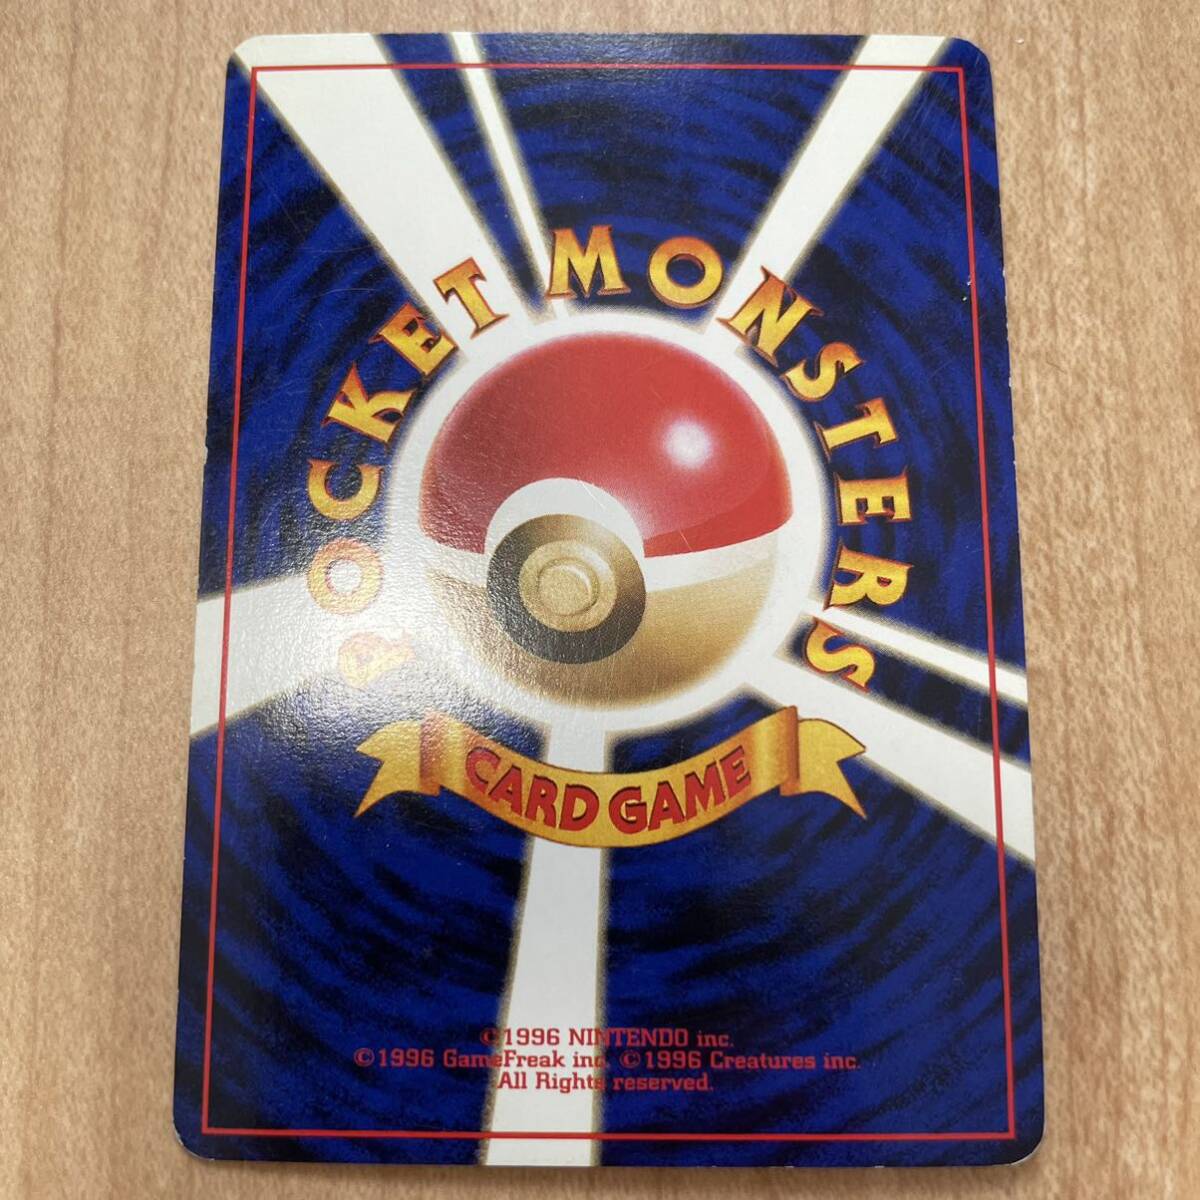 POCKET MONSTERS
CARD GAME
©1996 NINTENDO inc.
©1996 GameFreak inc. ©1996 Creatures inc.
All Rights reserved.